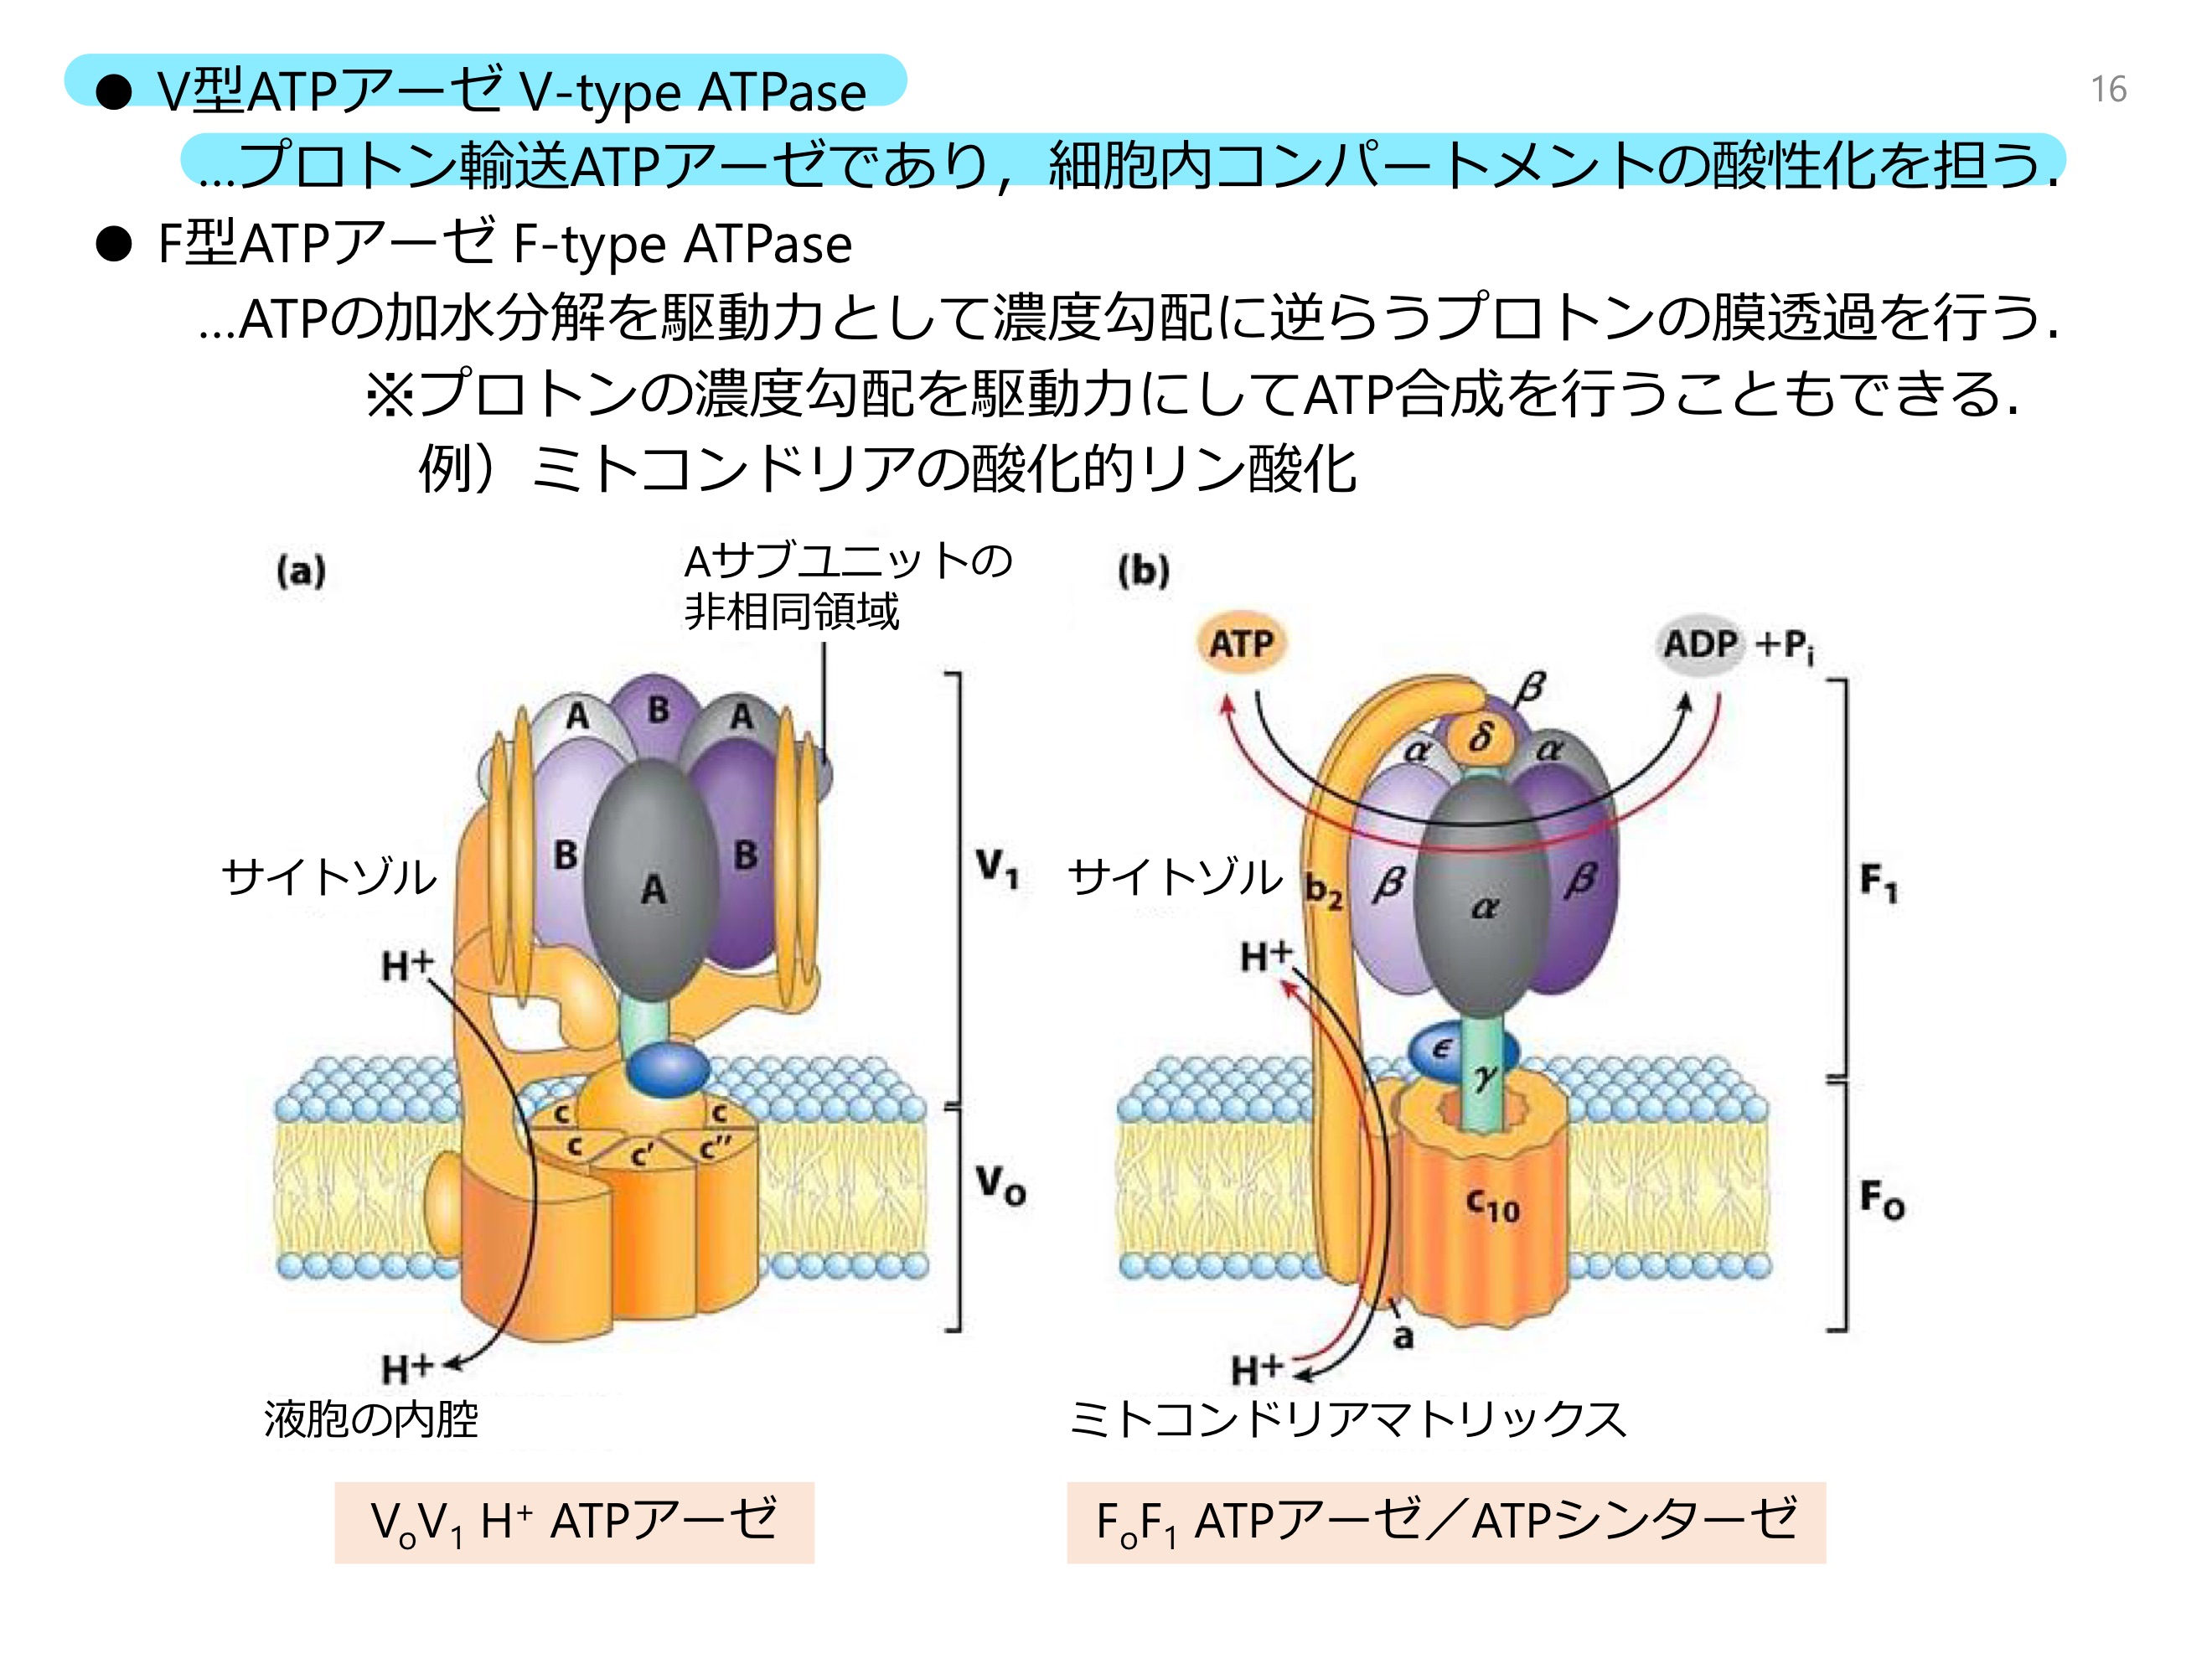 16
● V型ATPアーゼ V-type ATPase
…プロトン輸送ATPアーゼであり，細胞内コンパートメントの酸性化を担う．
● F型ATPアーゼ F-type ATPase
…ATPの加水分解を駆動力として濃度勾配に逆らうプロトンの膜透過を行う．
※プロトンの濃度勾配を駆動力にしてATP合成を行うこともできる．
例）ミトコンドリアの酸化的リン酸化
(a)
Aサブユニットの
非相同領域
A B A
B A B
サイトゾル
V₁
H⁺
c c
c c′ c″
V₀
H⁺
液胞の内腔
VₒV₁ H⁺ ATPアーゼ
(b)
ATP ADP +Pᵢ
β
α δ α
サイトゾル b₂ β α β
F₁
H⁺
ϵ γ
c₁₀
F₀
a
H⁺
ミトコンドリアマトリックス
FₒF₁ ATPアーゼ／ATPシンターゼ